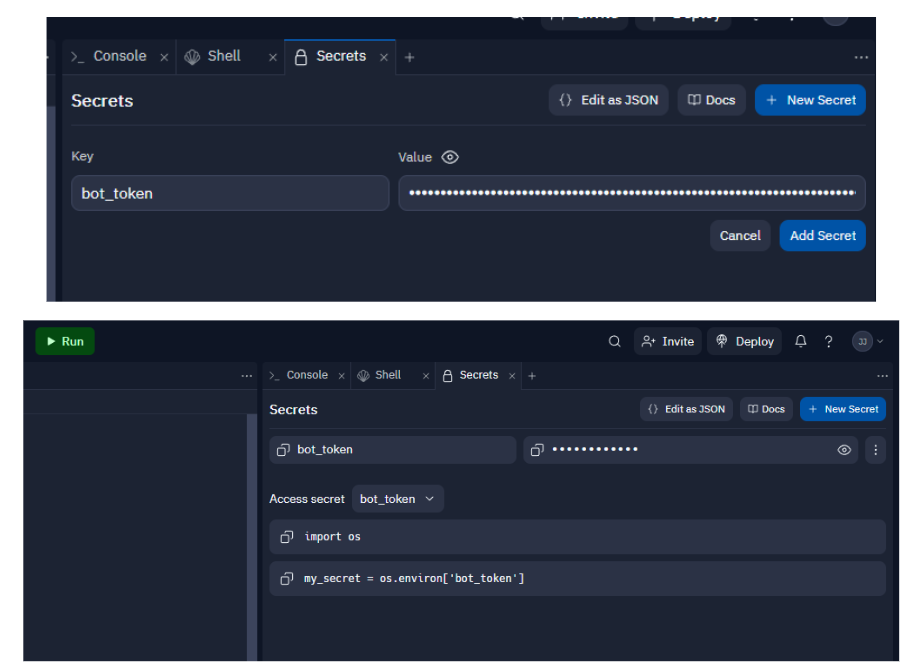 Invite Deploy
>_ Console × Shell × Secrets × + ...
Secrets {} Edit as JSON Docs + New Secret
Key Value
bot_token ••••••••••••••••••••••••••••••••••••••••••••••••••••••••••••••••••••••••
Cancel Add Secret
Run Invite Deploy ? JJ
... >_ Console × Shell × Secrets × + ...
Secrets {} Edit as JSON Docs + New Secret
bot_token ••••••••••••
Access secret bot_token
import os
my_secret = os.environ['bot_token']